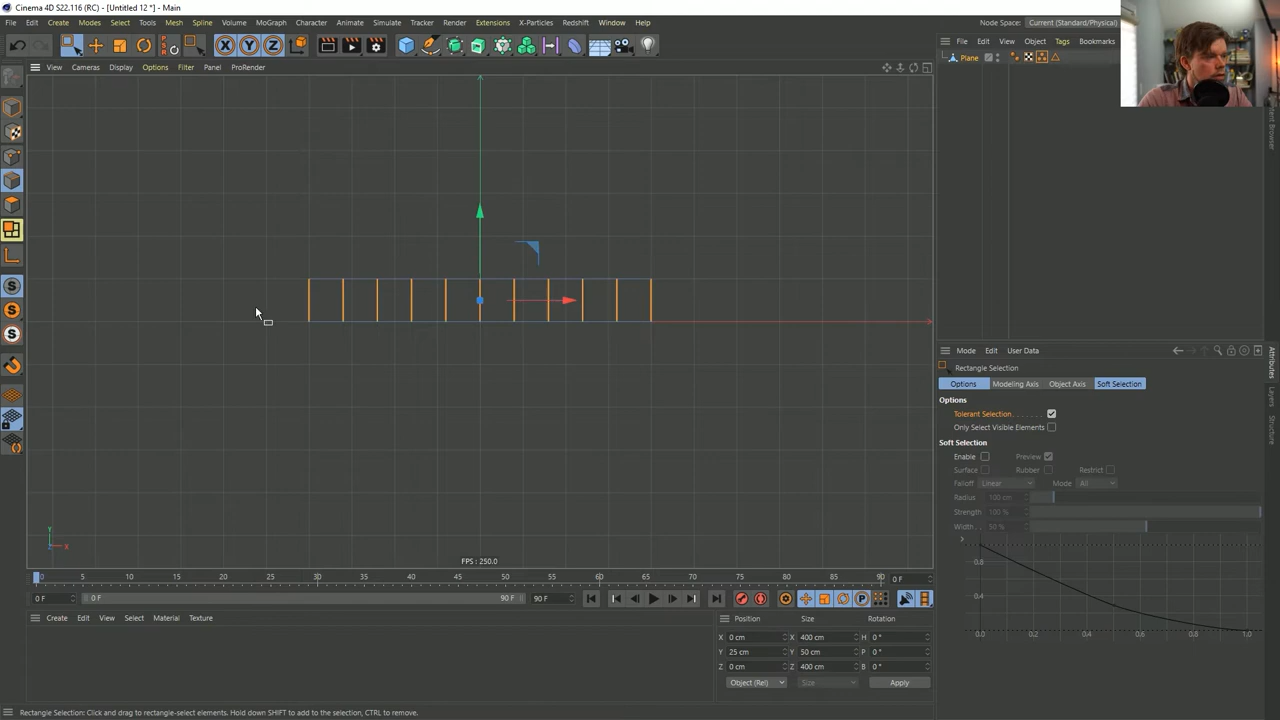 Cinema 4D S22.116 (RC) - [Untitled 12 *] - Main
File Edit Create Modes Select Tools Mesh Spline Volume MoGraph Character Animate Simulate Tracker Render Extensions X-Particles Redshift Window Help
Node Space: Current (Standard/Physical)
File Edit View Object Tags Bookmarks
Plane
View Cameras Display Options Filter Panel ProRender
X Y Z
PSR
S
S
S
Y
Z X
FPS : 250.0
0 5 10 15 20 25 30 35 40 45 50 55 60 65 70 75 80 85 90 0 F
0 F 0 F 90 F 90 F
P
Create Edit View Select Material Texture
Position Size Rotation
X 0 cm X 400 cm H 0 °
Y 25 cm Y 50 cm P 0 °
Z 0 cm Z 400 cm B 0 °
Object (Rel) Size Apply
Rectangle Selection: Click and drag to rectangle-select elements. Hold down SHIFT to add to the selection, CTRL to remove.
Mode Edit User Data
Rectangle Selection
Options Modeling Axis Object Axis Soft Selection
Options
Tolerant Selection
Only Select Visible Elements
Soft Selection
Enable Preview
Surface Rubber Restrict
Falloff Linear Mode All
Radius 100 cm
Strength 100 %
Width 50 %
0.8
0.4
0.0 0.2 0.4 0.6 0.8 1.0
Attributes
Layers
Structure